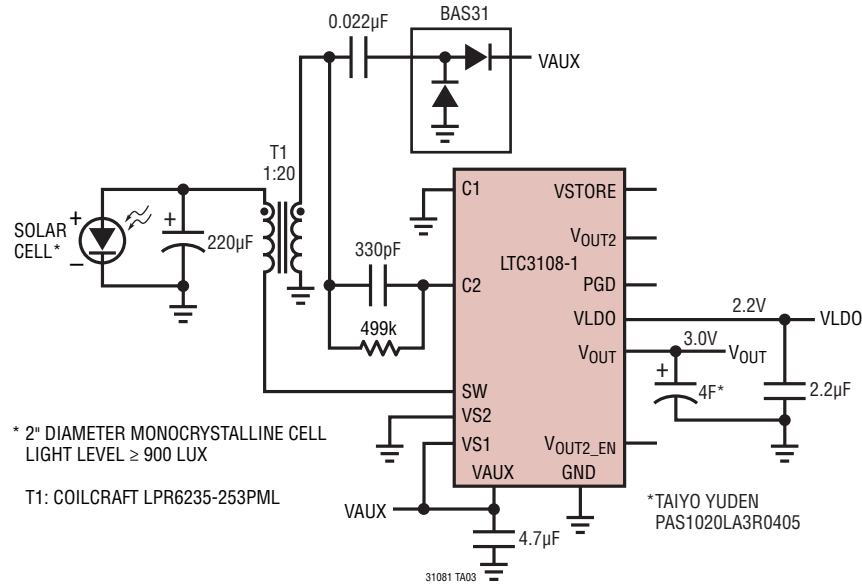 0.022µF
BAS31
VAUX
T1
1:20
SOLAR
CELL*
+
–
+
220µF
330pF
499k
C1
C2
SW
VS2
VS1
VAUX
GND
LTC3108-1
VSTORE
VOUT2
PGD
VLDO
VOUT
VOUT2_EN
2.2V
VLDO
3.0V
VOUT
+
4F*
2.2µF
* 2" DIAMETER MONOCRYSTALLINE CELL
LIGHT LEVEL ≥ 900 LUX
T1: COILCRAFT LPR6235-253PML
VAUX
4.7µF
*TAIYO YUDEN
PAS1020LA3R0405
31081 TA03